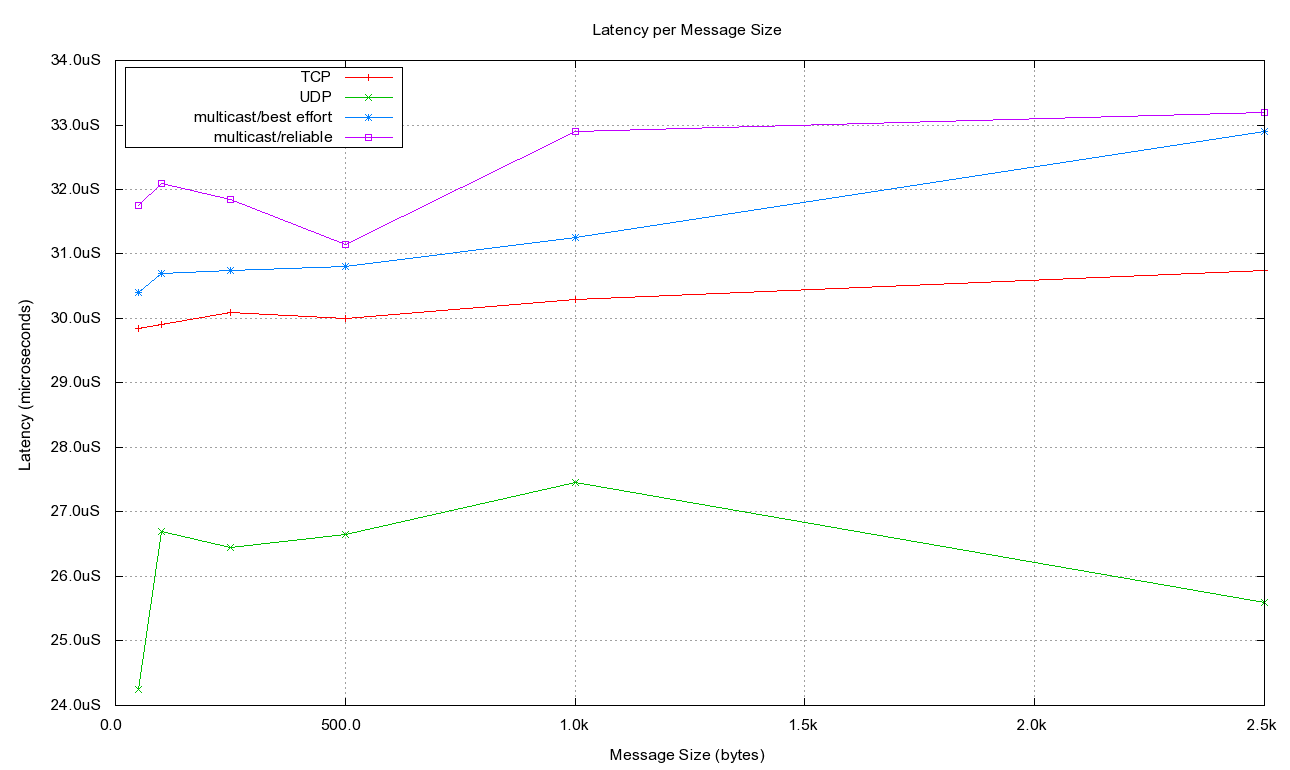 Latency per Message Size
34.0uS
33.0uS
32.0uS
31.0uS
30.0uS
29.0uS
28.0uS
27.0uS
26.0uS
25.0uS
24.0uS
Latency (microseconds)
TCP
UDP
multicast/best effort
multicast/reliable
0.0
500.0
1.0k
1.5k
2.0k
2.5k
Message Size (bytes)